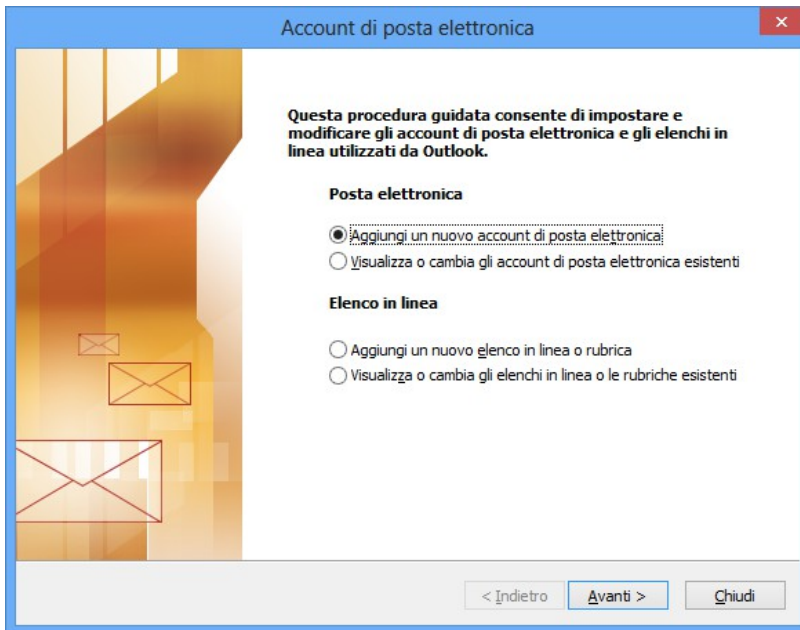 Account di posta elettronica
Questa procedura guidata consente di impostare e
modificare gli account di posta elettronica e gli elenchi in
linea utilizzati da Outlook.
Posta elettronica
Aggiungi un nuovo account di posta elettronica
Visualizza o cambia gli account di posta elettronica esistenti
Elenco in linea
Aggiungi un nuovo elenco in linea o rubrica
Visualizza o cambia gli elenchi in linea o le rubriche esistenti
< Indietro Avanti > Chiudi